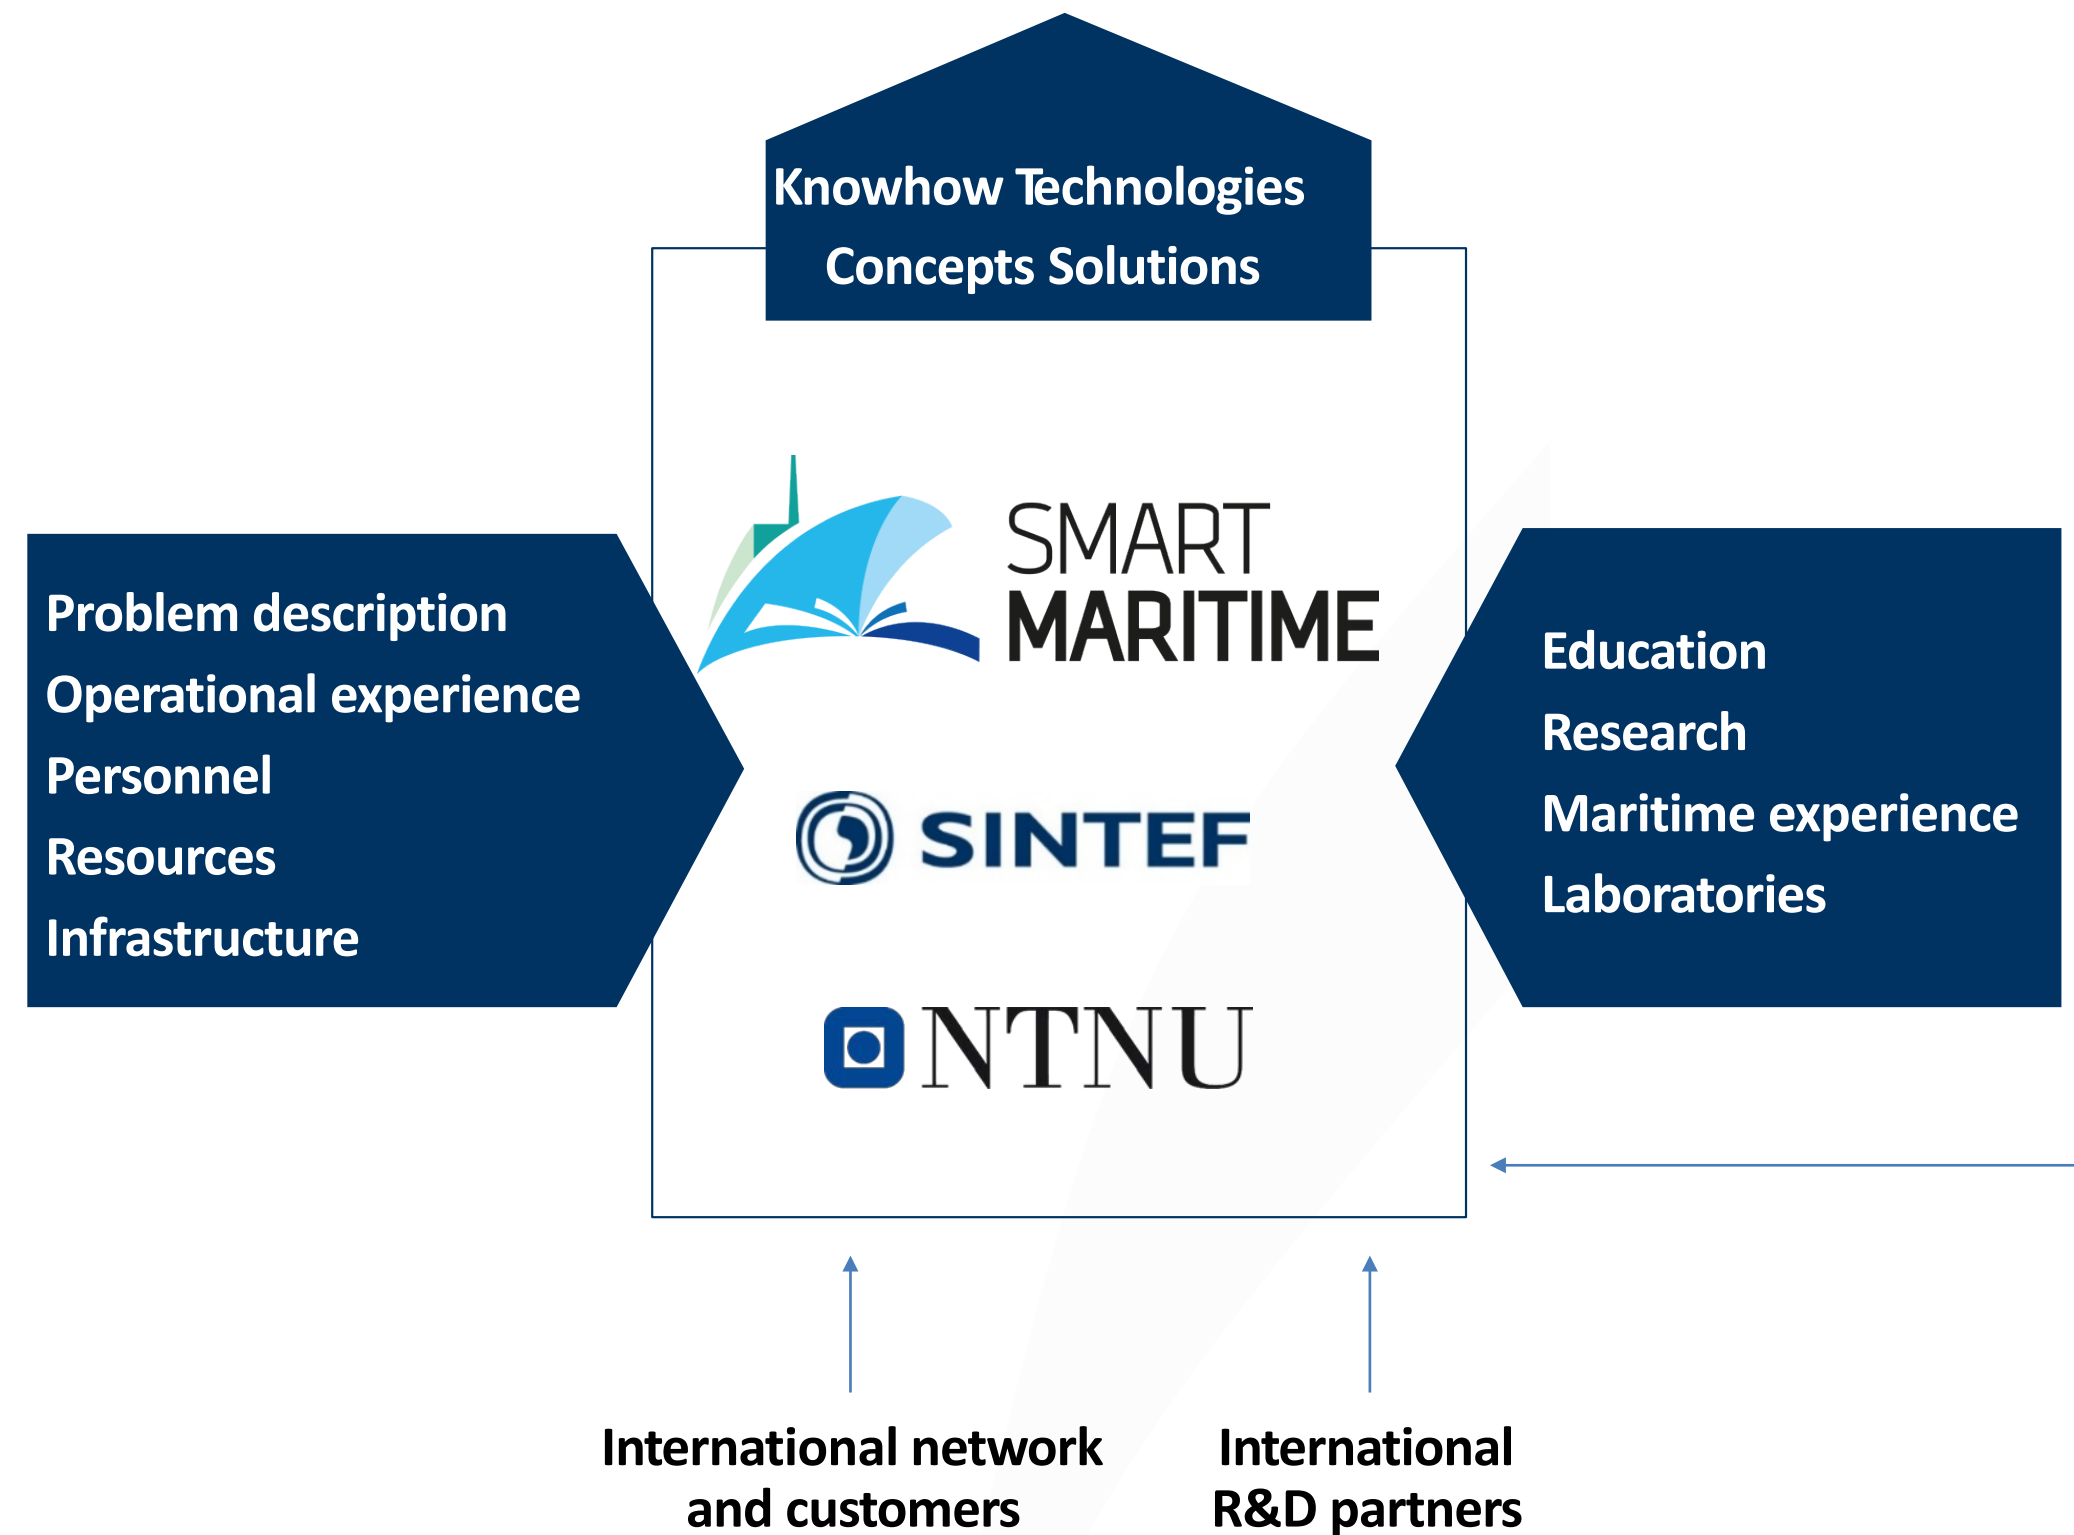 Knowhow Technologies
Concepts Solutions
SMART
MARITIME
Problem description
Operational experience
Personnel
Resources
Infrastructure
SINTEF
NTNU
Education
Research
Maritime experience
Laboratories
International network
and customers
International
R&D partners